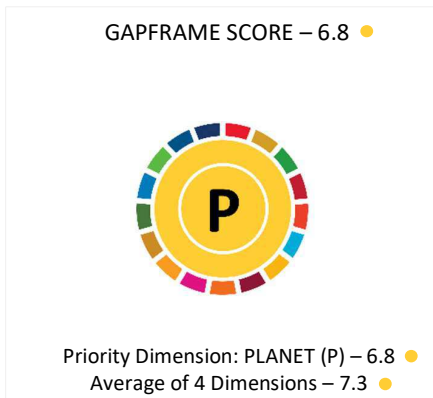 GAPFRAME SCORE – 6.8
P
Priority Dimension: PLANET (P) – 6.8
Average of 4 Dimensions – 7.3